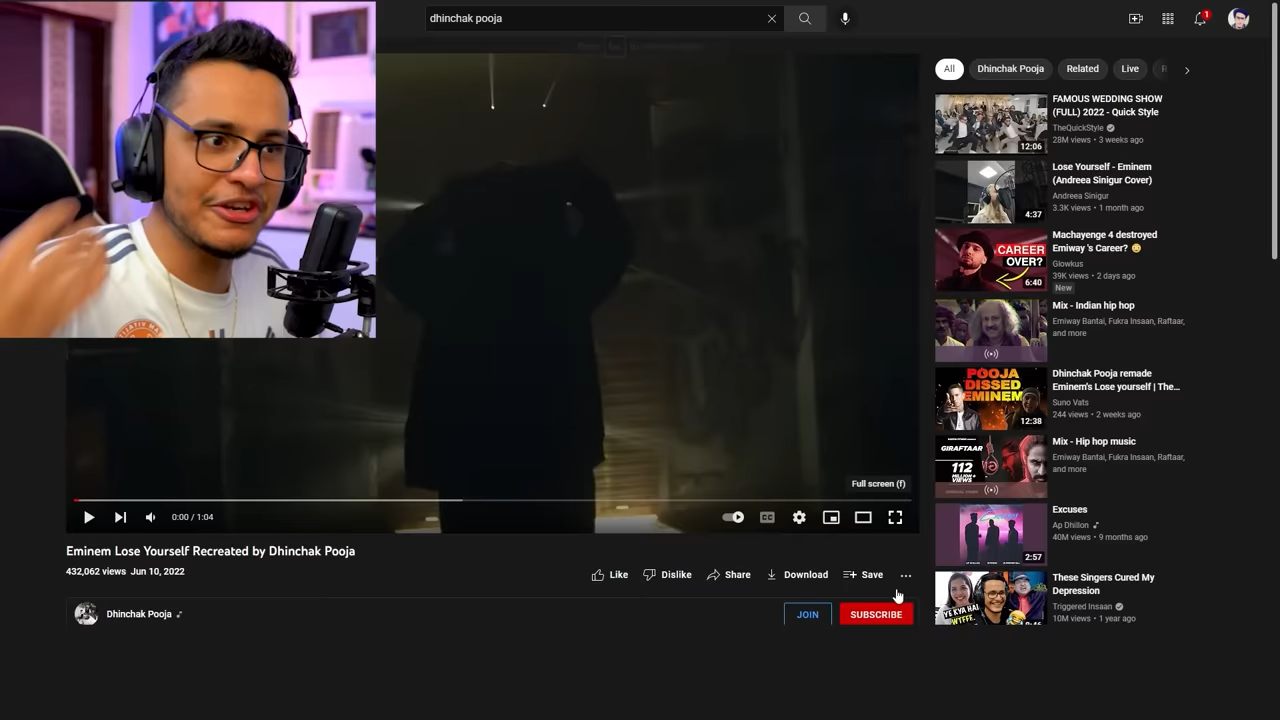 dhinchak pooja
1
All
Dhinchak Pooja
Related
Live
FAMOUS WEDDING SHOW
(FULL) 2022 - Quick Style
TheQuickStyle
28M views • 3 weeks ago
12:06
Lose Yourself - Eminem
(Andreea Sinigur Cover)
Andreea Sinigur
3.3K views • 1 month ago
4:37
Machayenge 4 destroyed
Emiway 's Career? 😳
Glowkus
39K views • 2 days ago
New
CAREER
OVER?
6:40
Mix - Indian hip hop
Emiway Bantai, Fukra Insaan, Raftaar,
and more
Dhinchak Pooja remade
Eminem's Lose yourself | The...
Suno Vats
244 views • 2 weeks ago
POOJA
DISSED
EMINEM
12:38
Mix - Hip hop music
Emiway Bantai, Fukra Insaan, Raftaar,
and more
GIRAFTAAR
112
MILLION+
VIEWS
Excuses
AP Dhillon
40M views • 9 months ago
2:57
These Singers Cured My
Depression
Triggered Insaan
10M views • 1 year ago
YE KYA HAI
WTFFF..
Full screen (f)
0:00 / 1:04
CC
Eminem Lose Yourself Recreated by Dhinchak Pooja
432,062 views Jun 10, 2022
Like
Dislike
Share
Download
Save
Dhinchak Pooja
JOIN
SUBSCRIBE